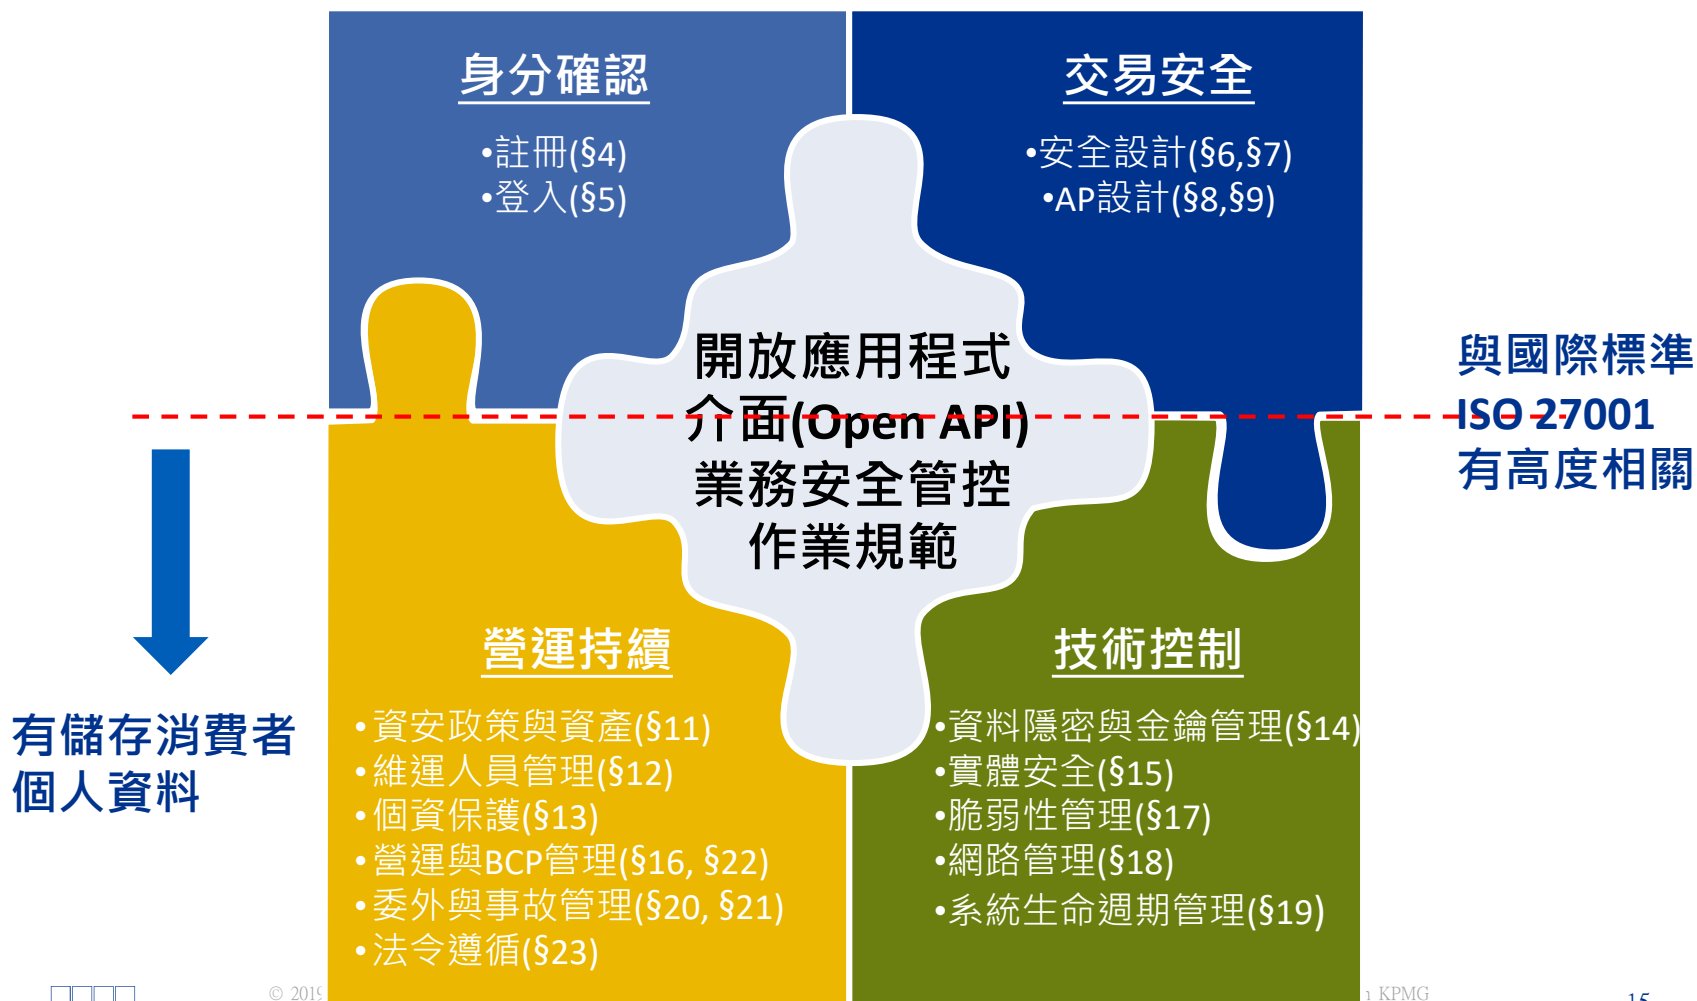 身分確認
•註冊(§4)
•登入(§5)
交易安全
•安全設計(§6,§7)
•AP設計(§8,§9)
開放應用程式
介面(Open API)
業務安全管控
作業規範
與國際標準
ISO 27001
有高度相關
有儲存消費者
個人資料
營運持續
•資安政策與資產(§11)
•維運人員管理(§12)
•個資保護(§13)
•營運與BCP管理(§16, §22)
•委外與事故管理(§20, §21)
•法令遵循(§23)
技術控制
•資料隱密與金鑰管理(§14)
•實體安全(§15)
•脆弱性管理(§17)
•網路管理(§18)
•系統生命週期管理(§19)
© 2019
KPMG
15